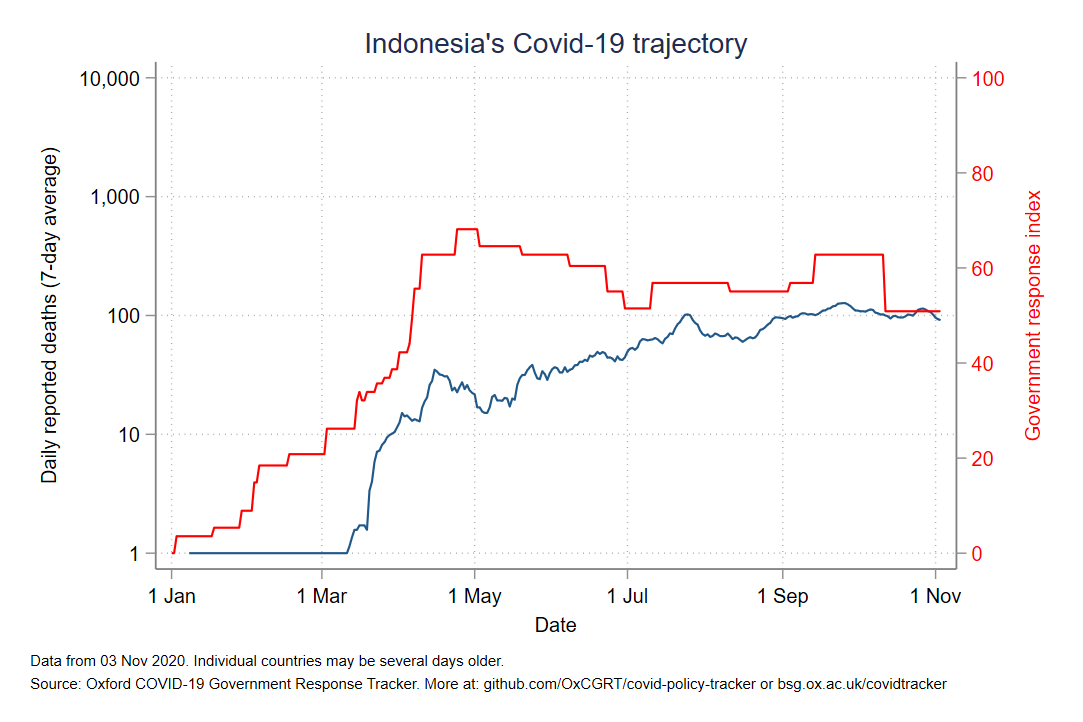 Indonesia's Covid-19 trajectory
10,000
1,000
100
10
1
Daily reported deaths (7-day average)
100
80
60
40
20
0
Government response index
1 Jan
1 Mar
1 May
1 Jul
1 Sep
1 Nov
Date
Data from 03 Nov 2020. Individual countries may be several days older.
Source: Oxford COVID-19 Government Response Tracker. More at: github.com/OxCGRT/covid-policy-tracker or bsg.ox.ac.uk/covidtracker